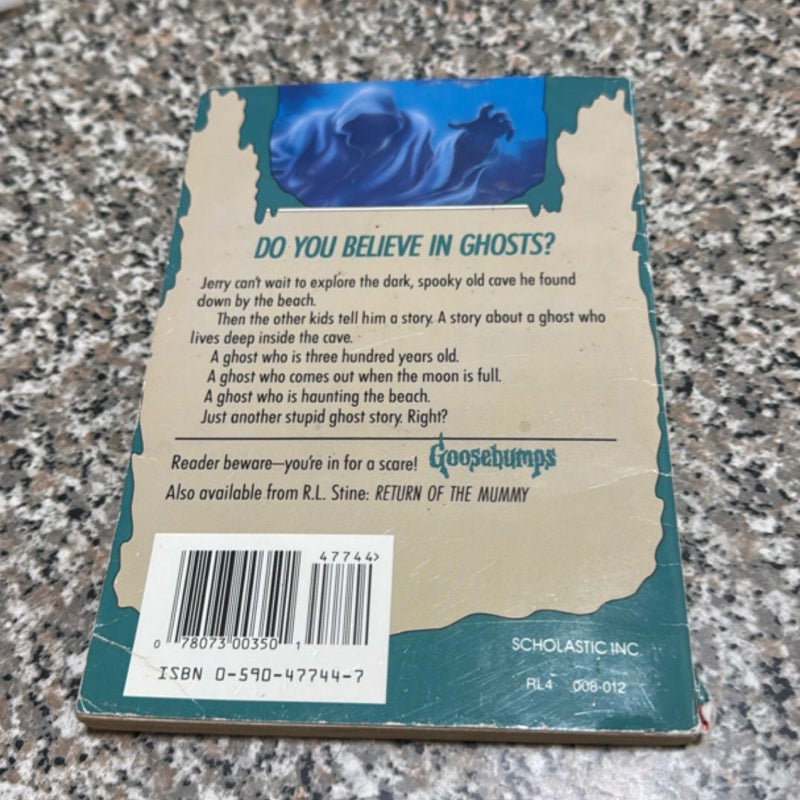 DO YOU BELIEVE IN GHOSTS?
Jerry can't wait to explore the dark, spooky old cave he found
down by the beach.
Then the other kids tell him a story. A story about a ghost who
lives deep inside the cave.
A ghost who is three hundred years old.
A ghost who comes out when the moon is full.
A ghost who is haunting the beach.
Just another stupid ghost story. Right?
Reader beware—you're in for a scare! Goosebumps
Also available from R.L. Stine: RETURN OF THE MUMMY
47744>
0 78073 00350 1
ISBN 0-590-47744-7
SCHOLASTIC INC
RL4 008-012